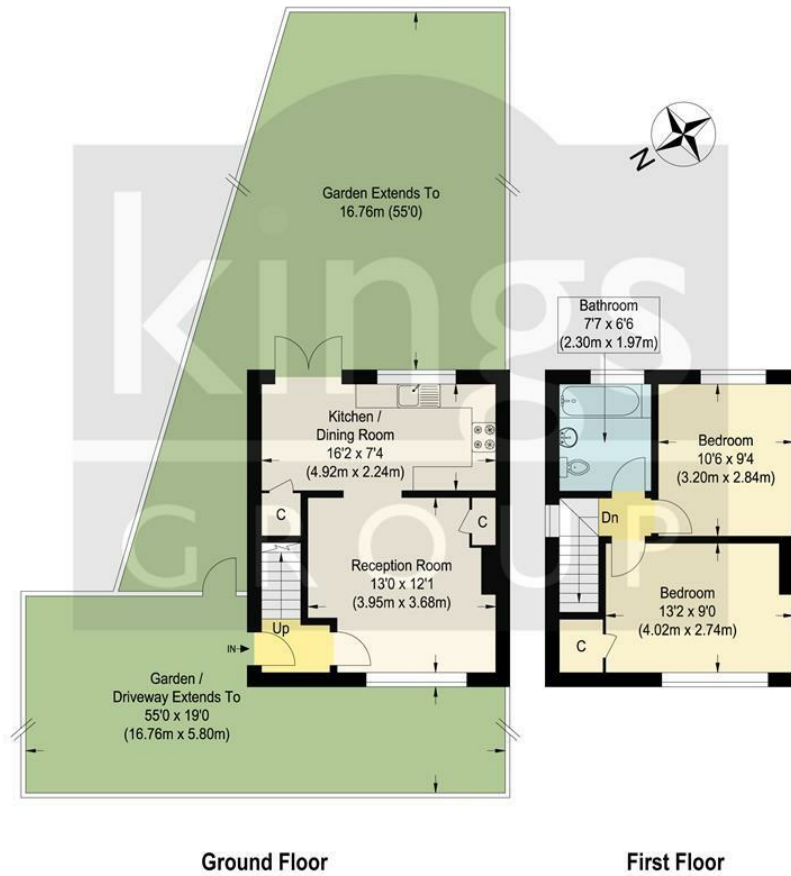 Garden Extends To
16.76m (55'0)
N
kings
GROUP
Kitchen /
Dining Room
16'2 x 7'4
(4.92m x 2.24m)
C
C
Reception Room
13'0 x 12'1
(3.95m x 3.68m)
Up
IN
Garden /
Driveway Extends To
55'0 x 19'0
(16.76m x 5.80m)
Bathroom
7'7 x 6'6
(2.30m x 1.97m)
Bedroom
10'6 x 9'4
(3.20m x 2.84m)
Dn
Bedroom
13'2 x 9'0
(4.02m x 2.74m)
C
Ground Floor
First Floor